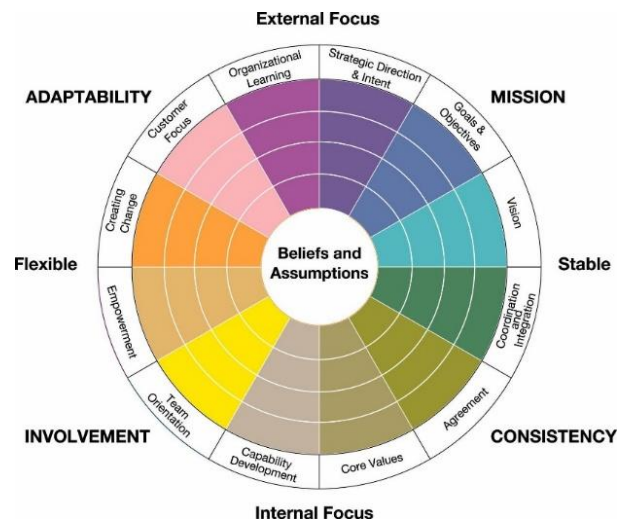 External Focus
Organizational
Learning
Strategic Direction
& Intent
ADAPTABILITY
MISSION
Customer
Focus
Goals &
Objectives
Creating
Change
Vision
Flexible
Beliefs and
Assumptions
Stable
Empowerment
Coordination
and
Integration
Team
Orientation
Agreement
INVOLVEMENT
CONSISTENCY
Capability
Development
Core Values
Internal Focus